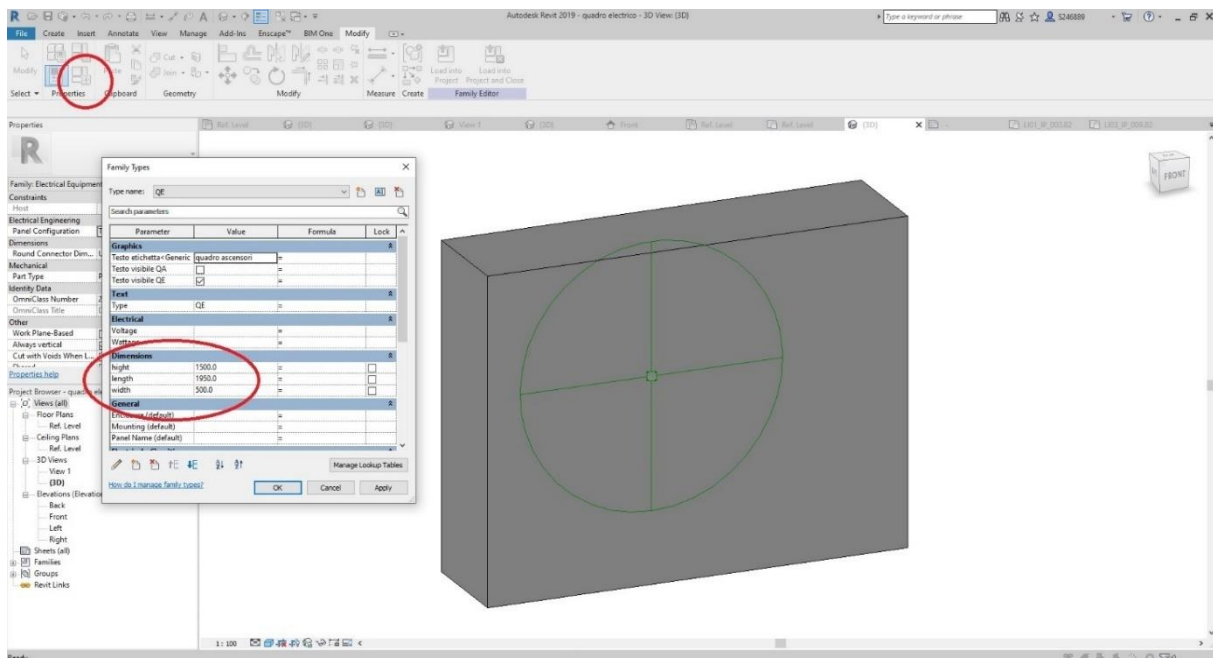 Autodesk Revit 2019 - quadro electrico - 3D View: {3D}
Type a keyword or phrase
5246889
File Create Insert Annotate View Manage Add-Ins Enscape™ BIM One Modify
Modify
Paste
Cut
Join
Load into Project
Load into Project and Close
Select Properties Clipboard Geometry Modify Measure Create Family Editor
Properties
Ref. Level {3D} {3D} View 1 {3D} Front Ref. Level Ref. Level {3D}
Family: Electrical Equipment
Constraints
Host
Electrical Engineering
Panel Configuration
Dimensions
Round Connector Dim...
Mechanical
Part Type
Identity Data
OmniClass Number
OmniClass Title
Other
Work Plane-Based
Always vertical
Cut with Voids When L...
Properties help
Project Browser -
Views (all)
Floor Plans
Ref. Level
Ceiling Plans
Ref. Level
3D Views
View 1
{3D}
Elevations (Elevatio
Back
Front
Left
Right
Sheets (all)
Families
Groups
Revit Links
Family Types
Type name: QE
Search parameters
Parameter Value Formula Lock
Graphics
Testo etichetta<Generic quadro ascensori =
Testo visibile QA =
Testo visibile QE =
Text
Type QE =
Electrical
Voltage =
Wattage =
Dimensions
hight 1500.0 =
length 1950.0 =
width 500.0 =
General
Enclosure (default) =
Mounting (default) =
Panel Name (default) =
Manage Lookup Tables
How do I manage family types?
OK Cancel Apply
FRONT
1 : 100
Ready